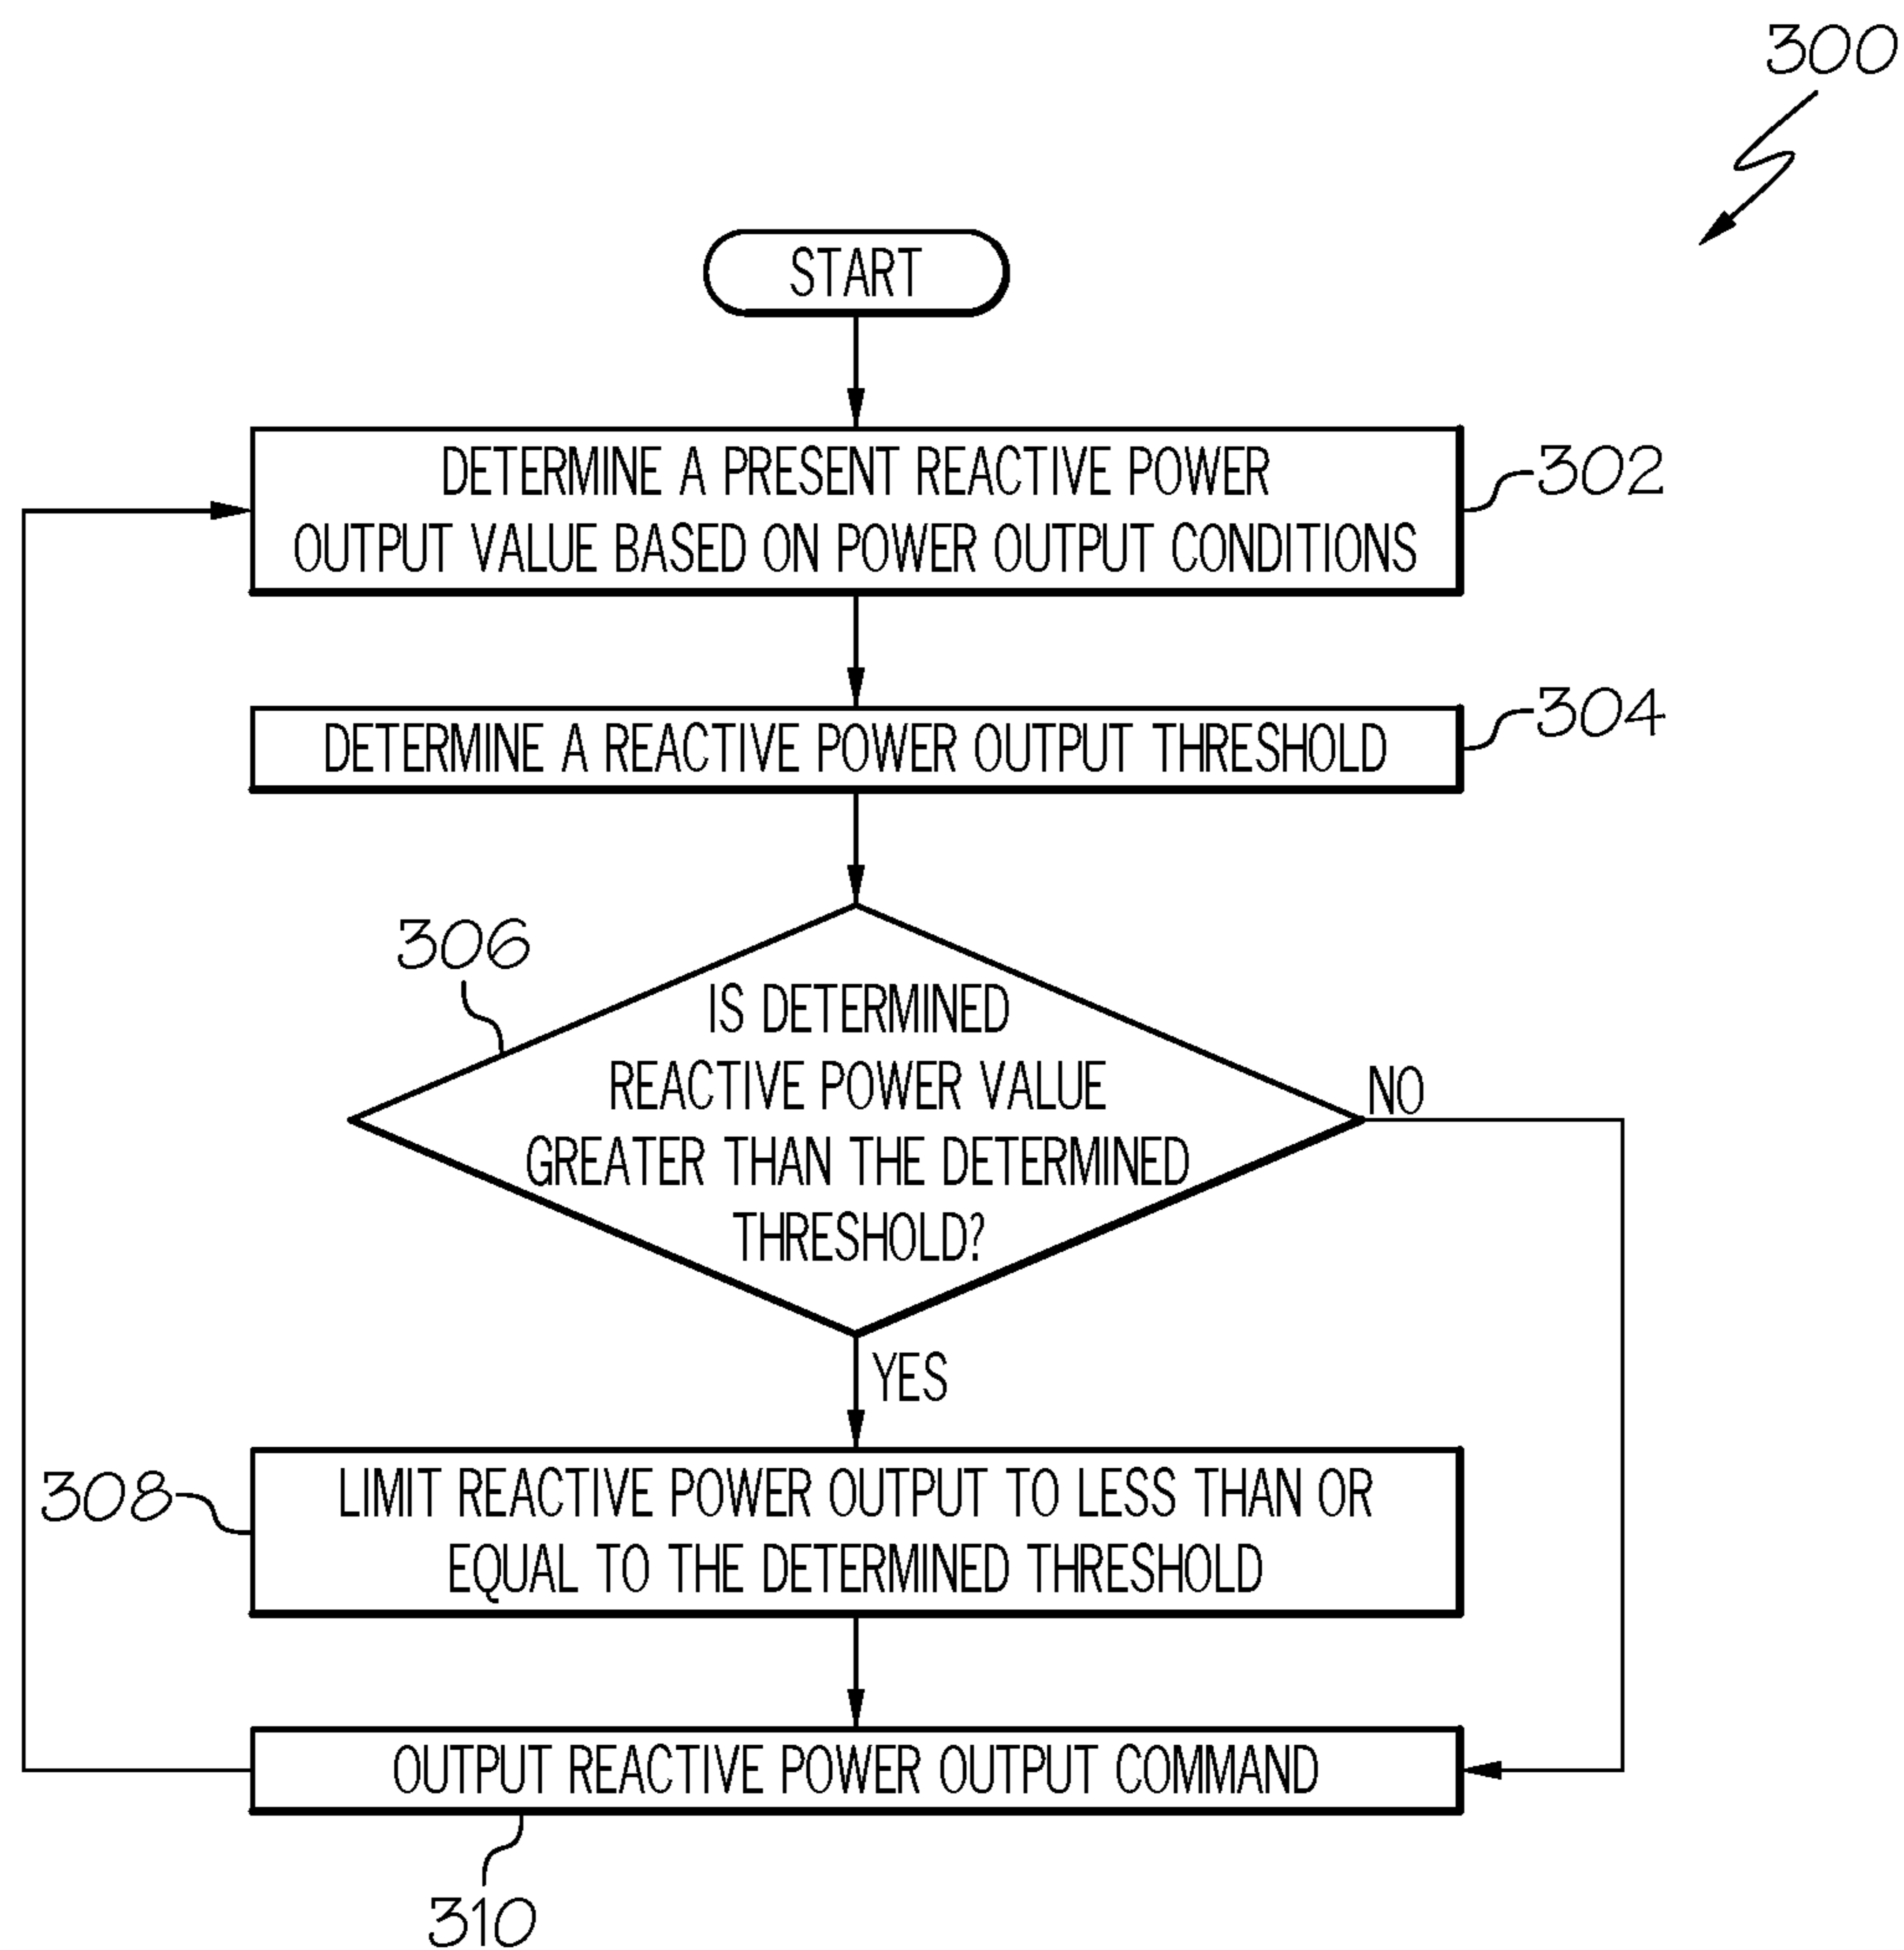 300
START
DETERMINE A PRESENT REACTIVE POWER
OUTPUT VALUE BASED ON POWER OUTPUT CONDITIONS
302
DETERMINE A REACTIVE POWER OUTPUT THRESHOLD
304
306
IS DETERMINED
REACTIVE POWER VALUE
GREATER THAN THE DETERMINED
THRESHOLD?
NO
YES
308
LIMIT REACTIVE POWER OUTPUT TO LESS THAN OR
EQUAL TO THE DETERMINED THRESHOLD
OUTPUT REACTIVE POWER OUTPUT COMMAND
310